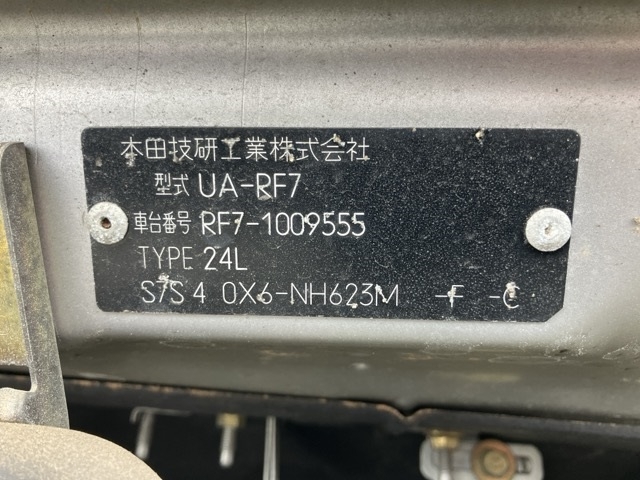 本田技研工業株式会社
型式 UA-RF7
車台番号 RF7-1009555
TYPE 24L
S/S 4 0X6-NH623M -F -C